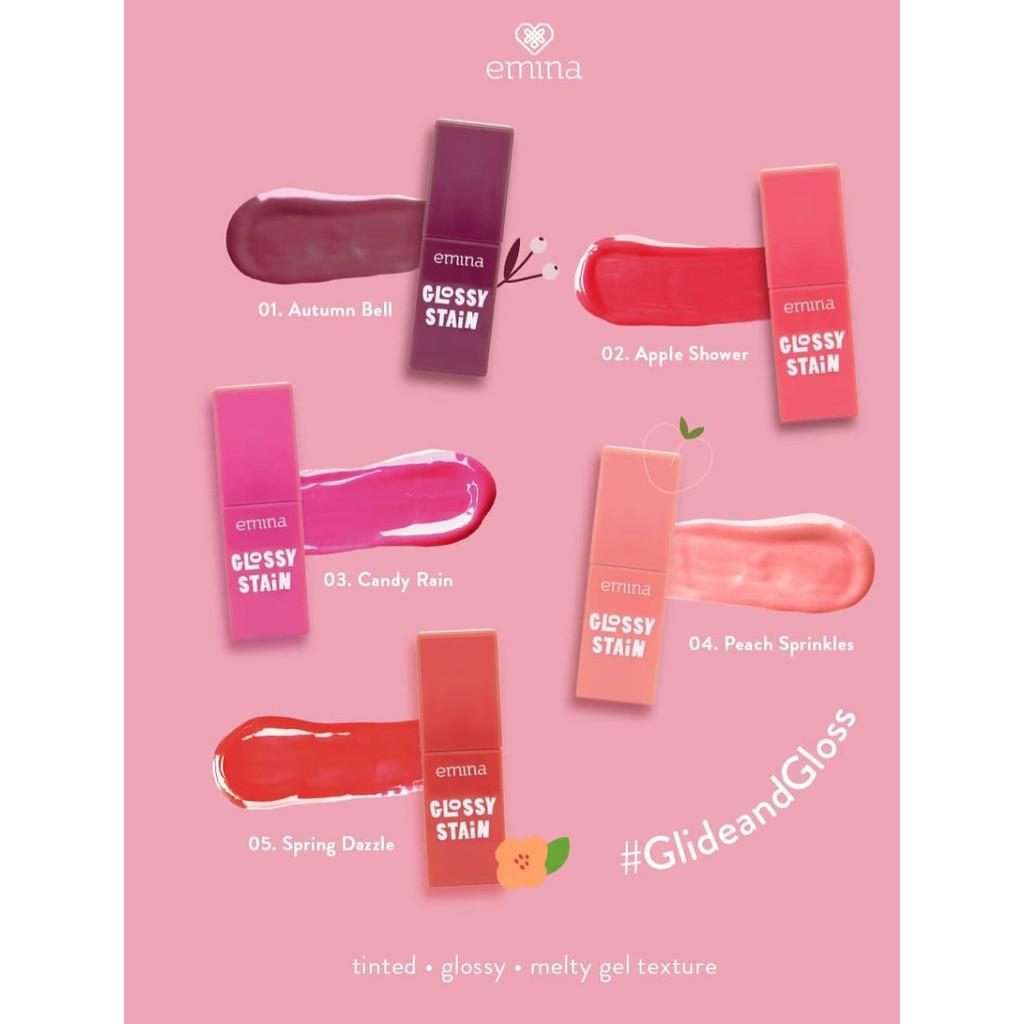 emina
emina
GLOSSY
STAiN
01. Autumn Bell
emina
GLOSSY
STAiN
02. Apple Shower
emina
GLOSSY
STAiN
03. Candy Rain
emina
GLOSSY
STAiN
04. Peach Sprinkles
emina
GLOSSY
STAiN
05. Spring Dazzle
#GlideandGloss
tinted • glossy • melty gel texture